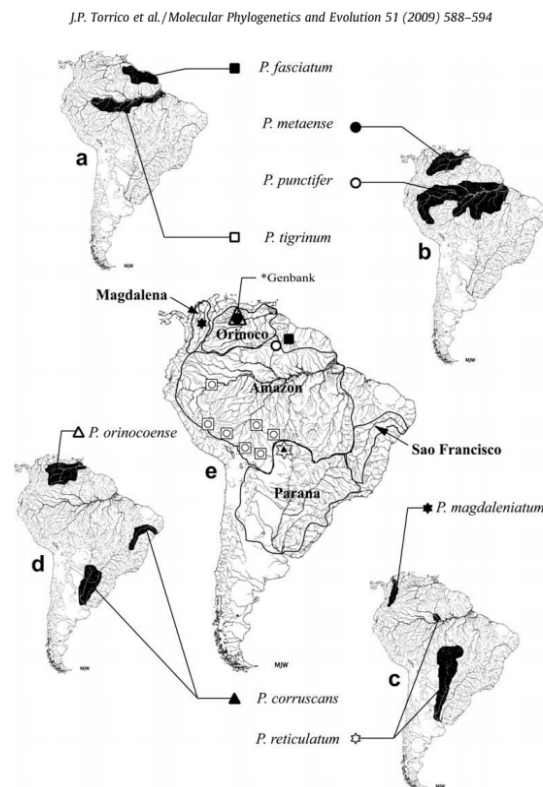 J.P. Torrico et al./Molecular Phylogenetics and Evolution 51 (2009) 588–594
P. fasciatum
P. metaense
P. punctifer
a
P. tigrinum
b
MJW
MJW
*Genbank
Magdalena
Orinoco
Amazon
P. orinocoense
e
Sao Francisco
Parana
P. magdaleniatum
d
MJW
MJW
c
P. corruscans
P. reticulatum
MJW